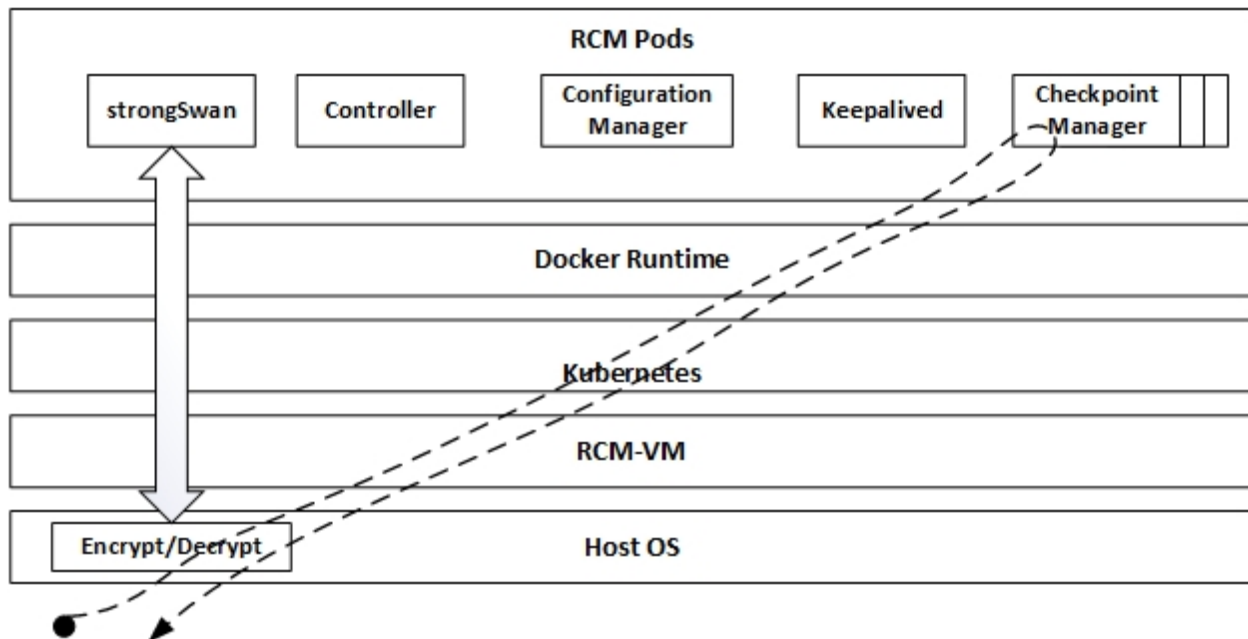 RCM Pods
strongSwan
Controller
Configuration
Manager
Keepalived
Checkpoint
Manager
Docker Runtime
Kubernetes
RCM-VM
Encrypt/Decrypt
Host OS